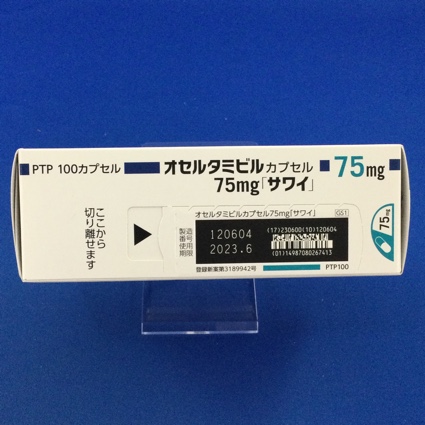 PTP 100カプセル
オセルタミビルカプセル
75mg「サワイ」
75mg
ここから
切り離せます
オセルタミビルカプセル75mg「サワイ」
GS1
製造番号
120604
使用期限
2023.6
(17)230600(10)120604
(01)14987080267413
登録新案第3189942号
PTP100
75mg